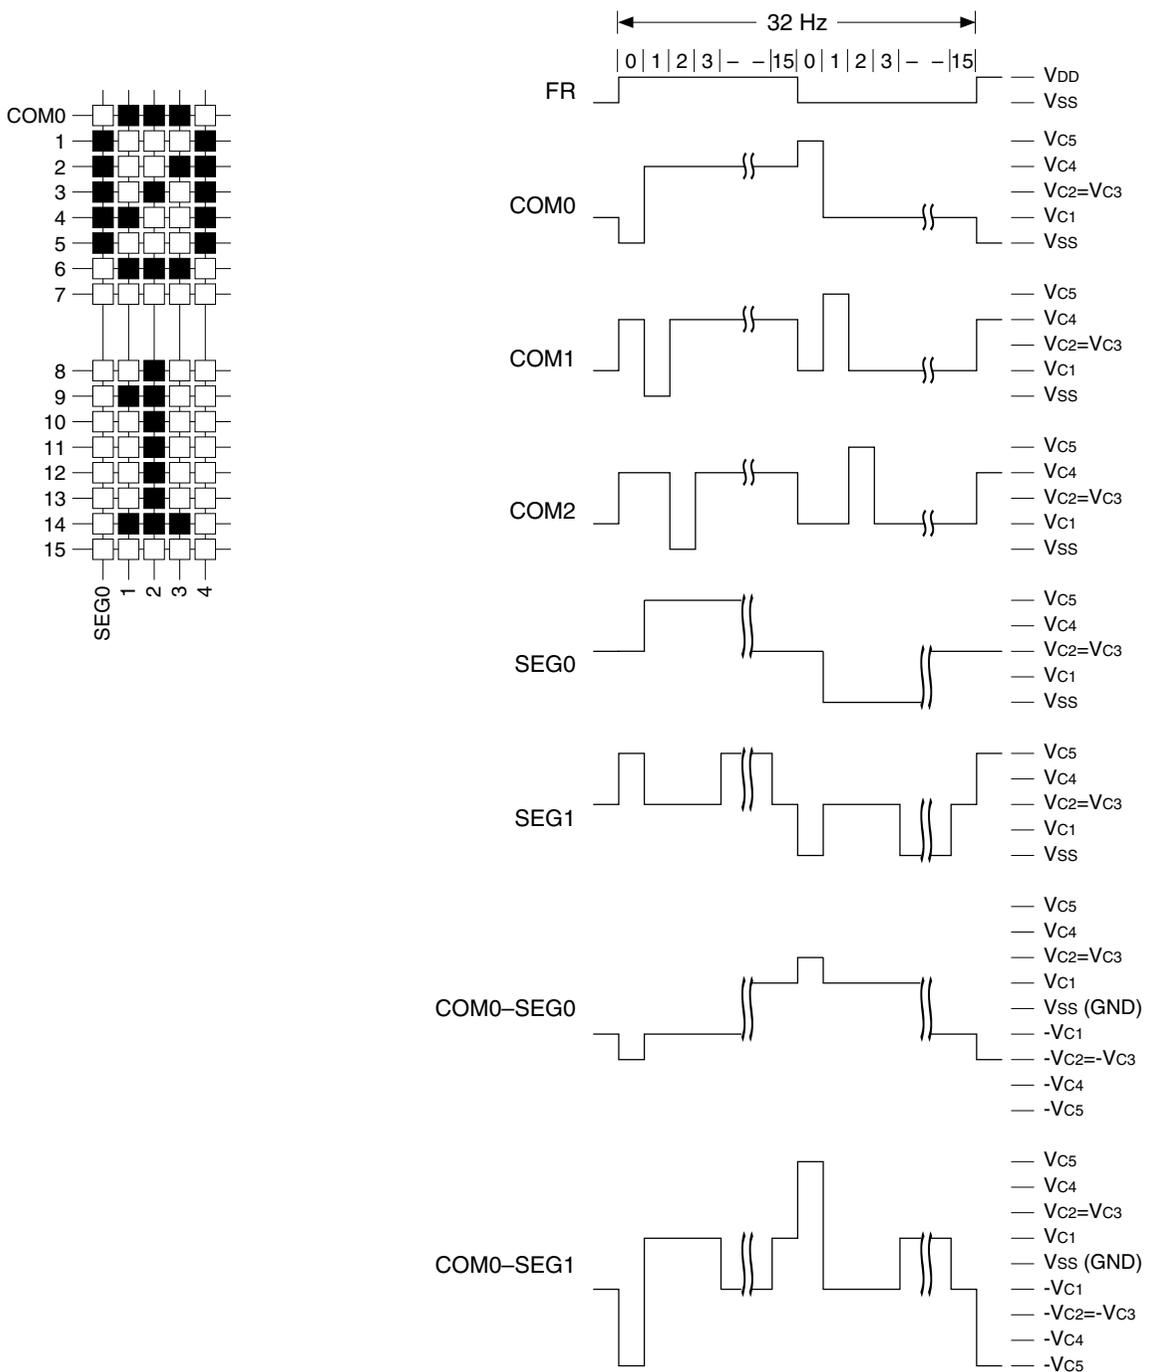 32 Hz
0 1 2 3 – – 15 0 1 2 3 – – 15
FR
VDD
VSS
COM0
1
2
3
4
5
6
7
8
9
10
11
12
13
14
15
SEG0
1
2
3
4
COM0
VC5
VC4
VC2=VC3
VC1
VSS
COM1
VC5
VC4
VC2=VC3
VC1
VSS
COM2
VC5
VC4
VC2=VC3
VC1
VSS
SEG0
VC5
VC4
VC2=VC3
VC1
VSS
SEG1
VC5
VC4
VC2=VC3
VC1
VSS
COM0–SEG0
VC5
VC4
VC2=VC3
VC1
VSS (GND)
-VC1
-VC2=-VC3
-VC4
-VC5
COM0–SEG1
VC5
VC4
VC2=VC3
VC1
VSS (GND)
-VC1
-VC2=-VC3
-VC4
-VC5